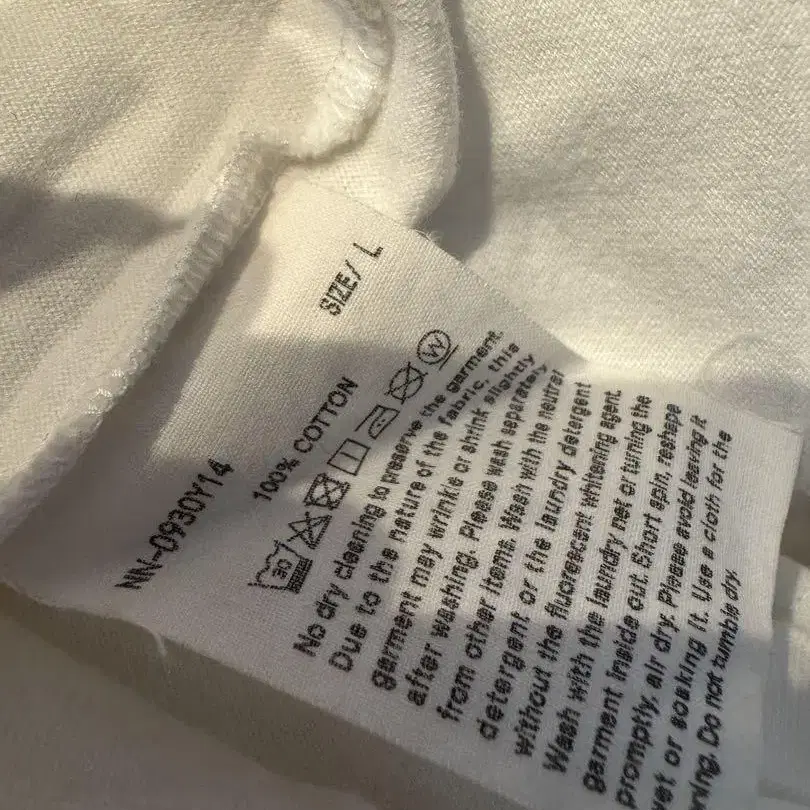 SIZE/ L
NN-0930Y14
100% COTTON
30 W
No dry cleaning to preserve the garment.
Due to the nature of the fabric, this
garment may wrinkle or shrink slightly
after washing. Please wash separately
from other items. Wash with the neutral
detergent or the laundry detergent
without the fluorescent whitening agent.
Wash with the laundry net or turning the
garment inside out. Short spin, reshape
promptly, air dry. Please avoid leaving it
or soaking it. Use a cloth for the
Do not tumble dry.